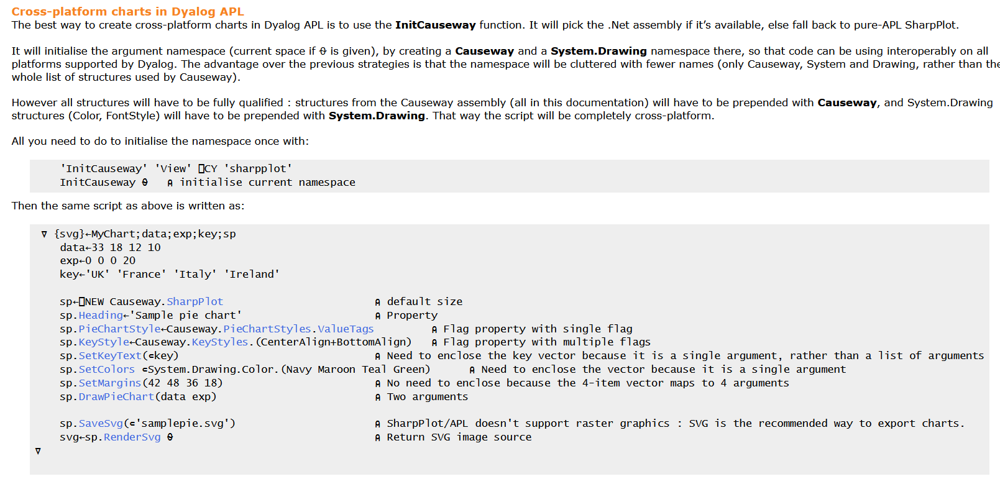 Cross-platform charts in Dyalog APL
The best way to create cross-platform charts in Dyalog APL is to use the InitCauseway function. It will pick the .Net assembly if it’s available, else fall back to pure-APL SharpPlot.
It will initialise the argument namespace (current space if ⍬ is given), by creating a Causeway and a System.Drawing namespace there, so that code can be using interoperably on all
platforms supported by Dyalog. The advantage over the previous strategies is that the namespace will be cluttered with fewer names (only Causeway, System and Drawing, rather than the
whole list of structures used by Causeway).
However all structures will have to be fully qualified : structures from the Causeway assembly (all in this documentation) will have to be prepended with Causeway, and System.Drawing
structures (Color, FontStyle) will have to be prepended with System.Drawing. That way the script will be completely cross-platform.
All you need to do to initialise the namespace once with:
'InitCauseway' 'View' ⎕CY 'sharpplot'
InitCauseway ⍬   ⍝ initialise current namespace
Then the same script as above is written as:
∇ {svg}←MyChart;data;exp;key;sp
data←33 18 12 10
exp←0 0 0 20
key←'UK' 'France' 'Italy' 'Ireland'
sp←⎕NEW Causeway.SharpPlot ⍝ default size
sp.Heading←'Sample pie chart' ⍝ Property
sp.PieChartStyle←Causeway.PieChartStyles.ValueTags ⍝ Flag property with single flag
sp.KeyStyle←Causeway.KeyStyles.(CenterAlign+BottomAlign) ⍝ Flag property with multiple flags
sp.SetKeyText(⊂key) ⍝ Need to enclose the key vector because it is a single argument, rather than a list of arguments
sp.SetColors ⊂System.Drawing.Color.(Navy Maroon Teal Green) ⍝ Need to enclose the vector because it is a single argument
sp.SetMargins(42 48 36 18) ⍝ No need to enclose because the 4-item vector maps to 4 arguments
sp.DrawPieChart(data exp) ⍝ Two arguments
sp.SaveSvg(⊂'samplepie.svg') ⍝ SharpPlot/APL doesn't support raster graphics : SVG is the recommended way to export charts.
svg←sp.RenderSvg ⍬ ⍝ Return SVG image source
∇